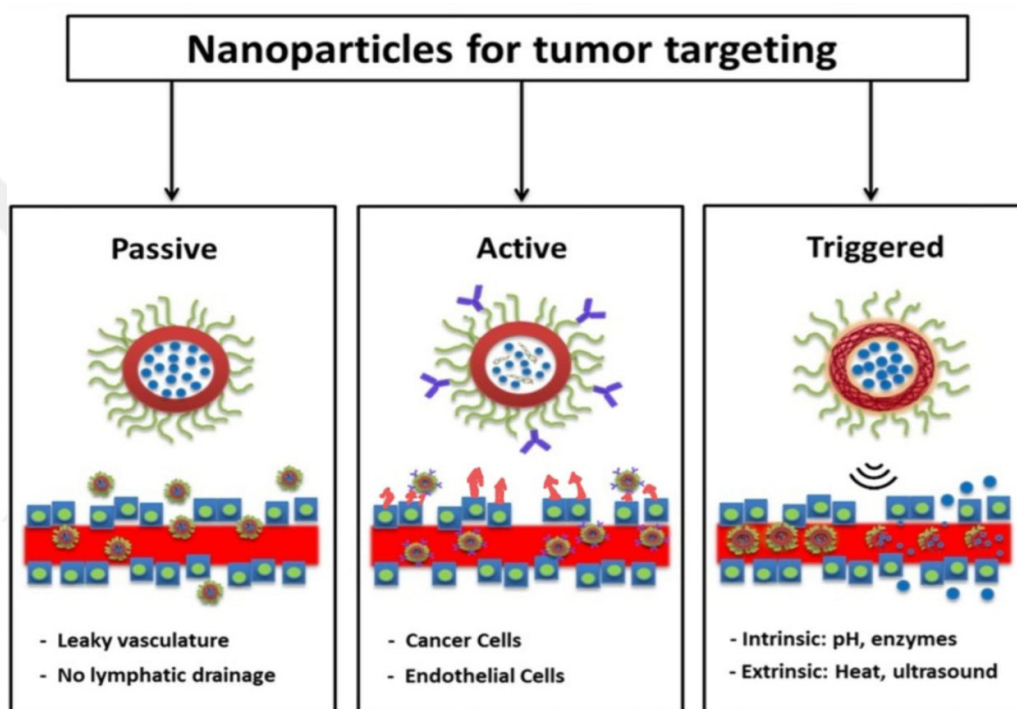 Nanoparticles for tumor targeting
Passive
- Leaky vasculature
- No lymphatic drainage
Active
- Cancer Cells
- Endothelial Cells
Triggered
- Intrinsic: pH, enzymes
- Extrinsic: Heat, ultrasound